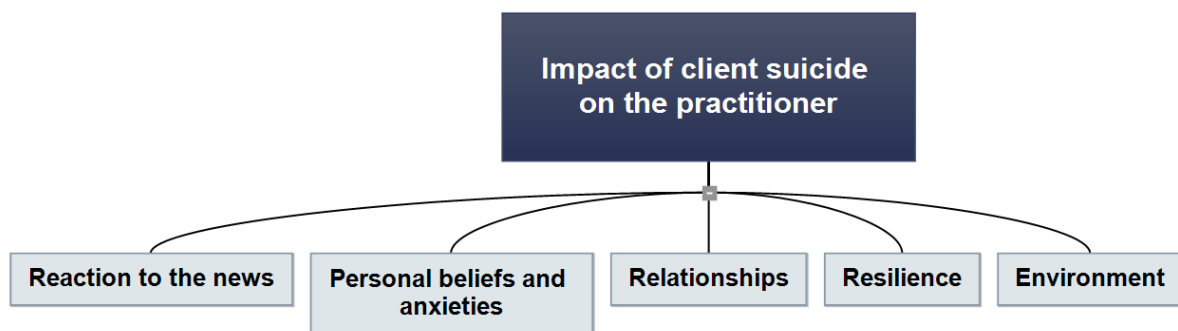 Impact of client suicide
on the practitioner
Reaction to the news
Personal beliefs and
anxieties
Relationships
Resilience
Environment